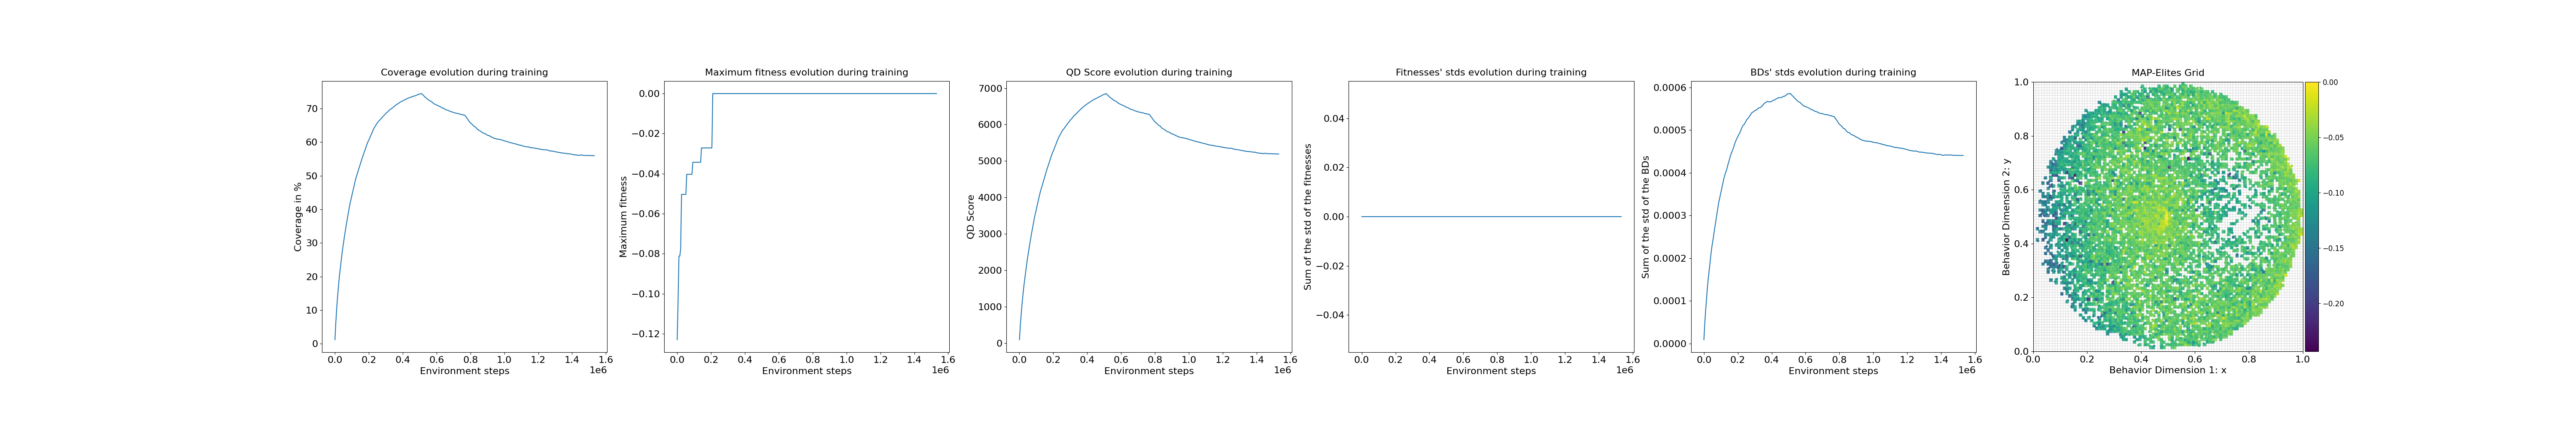 Coverage evolution during training
Coverage in %
70
60
50
40
30
20
10
0
0.0 0.2 0.4 0.6 0.8 1.0 1.2 1.4 1.6
1e6
Environment steps
Maximum fitness evolution during training
Maximum fitness
0.00
−0.02
−0.04
−0.06
−0.08
−0.10
−0.12
0.0 0.2 0.4 0.6 0.8 1.0 1.2 1.4 1.6
1e6
Environment steps
QD Score evolution during training
QD Score
7000
6000
5000
4000
3000
2000
1000
0
0.0 0.2 0.4 0.6 0.8 1.0 1.2 1.4 1.6
1e6
Environment steps
Fitnesses' stds evolution during training
Sum of the std of the fitnesses
0.04
0.02
0.00
−0.02
−0.04
0.0 0.2 0.4 0.6 0.8 1.0 1.2 1.4 1.6
1e6
Environment steps
BDs' stds evolution during training
Sum of the std of the BDs
0.0006
0.0005
0.0004
0.0003
0.0002
0.0001
0.0000
0.0 0.2 0.4 0.6 0.8 1.0 1.2 1.4 1.6
1e6
Environment steps
MAP-Elites Grid
Behavior Dimension 2: y
1.0
0.8
0.6
0.4
0.2
0.0
0.0 0.2 0.4 0.6 0.8 1.0
Behavior Dimension 1: x
0.00
−0.05
−0.10
−0.15
−0.20